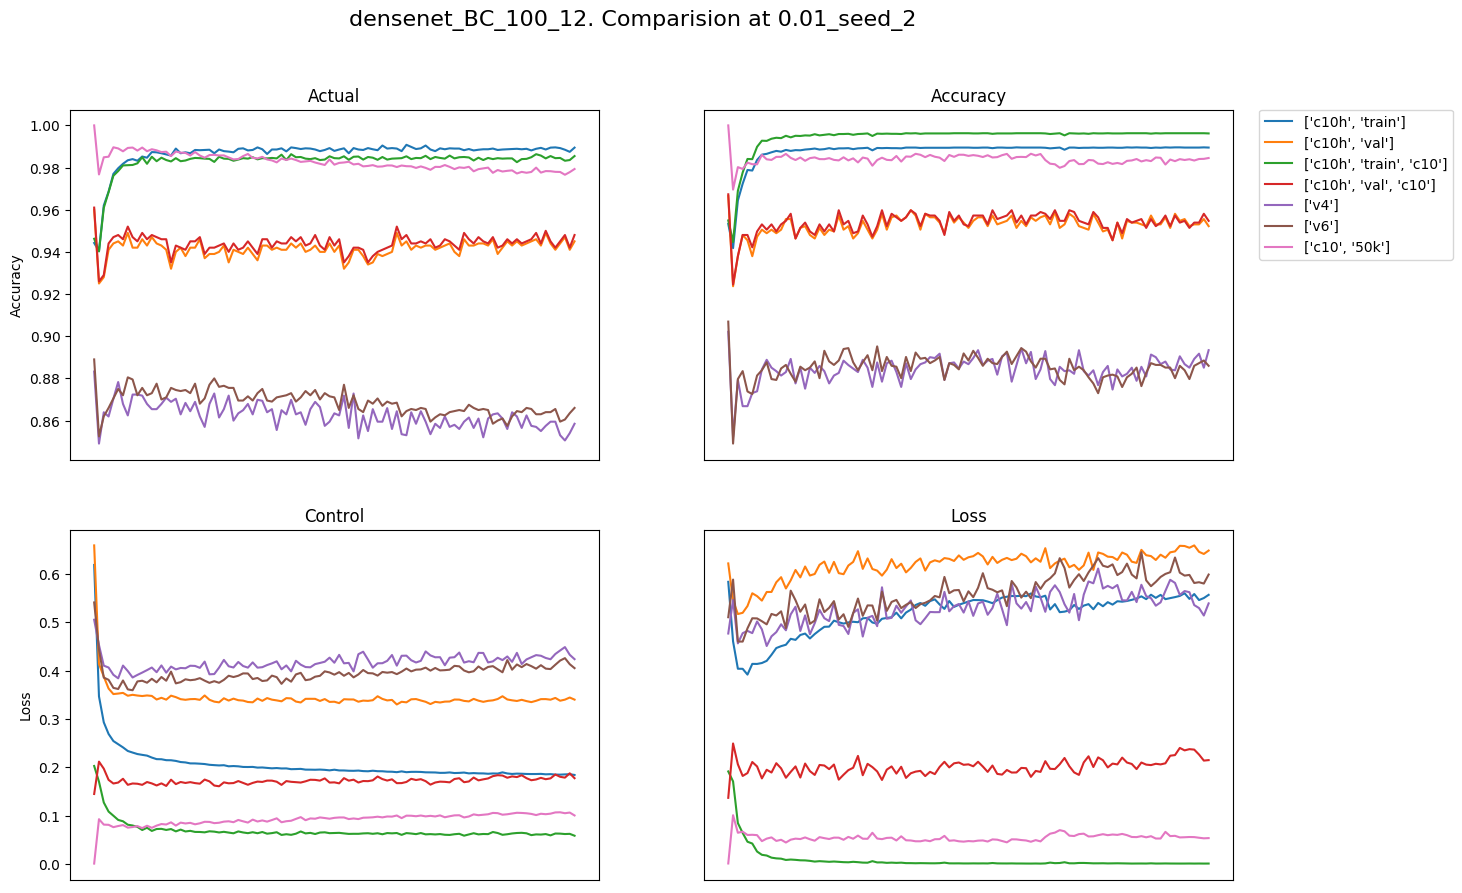 densenet_BC_100_12. Comparision at 0.01_seed_2
Actual
Accuracy
1.00
0.98
0.96
0.94
0.92
0.90
0.88
0.86
Accuracy
['c10h', 'train']
['c10h', 'val']
['c10h', 'train', 'c10']
['c10h', 'val', 'c10']
['v4']
['v6']
['c10', '50k']
Control
Loss
0.6
0.5
0.4
0.3
0.2
0.1
0.0
Loss